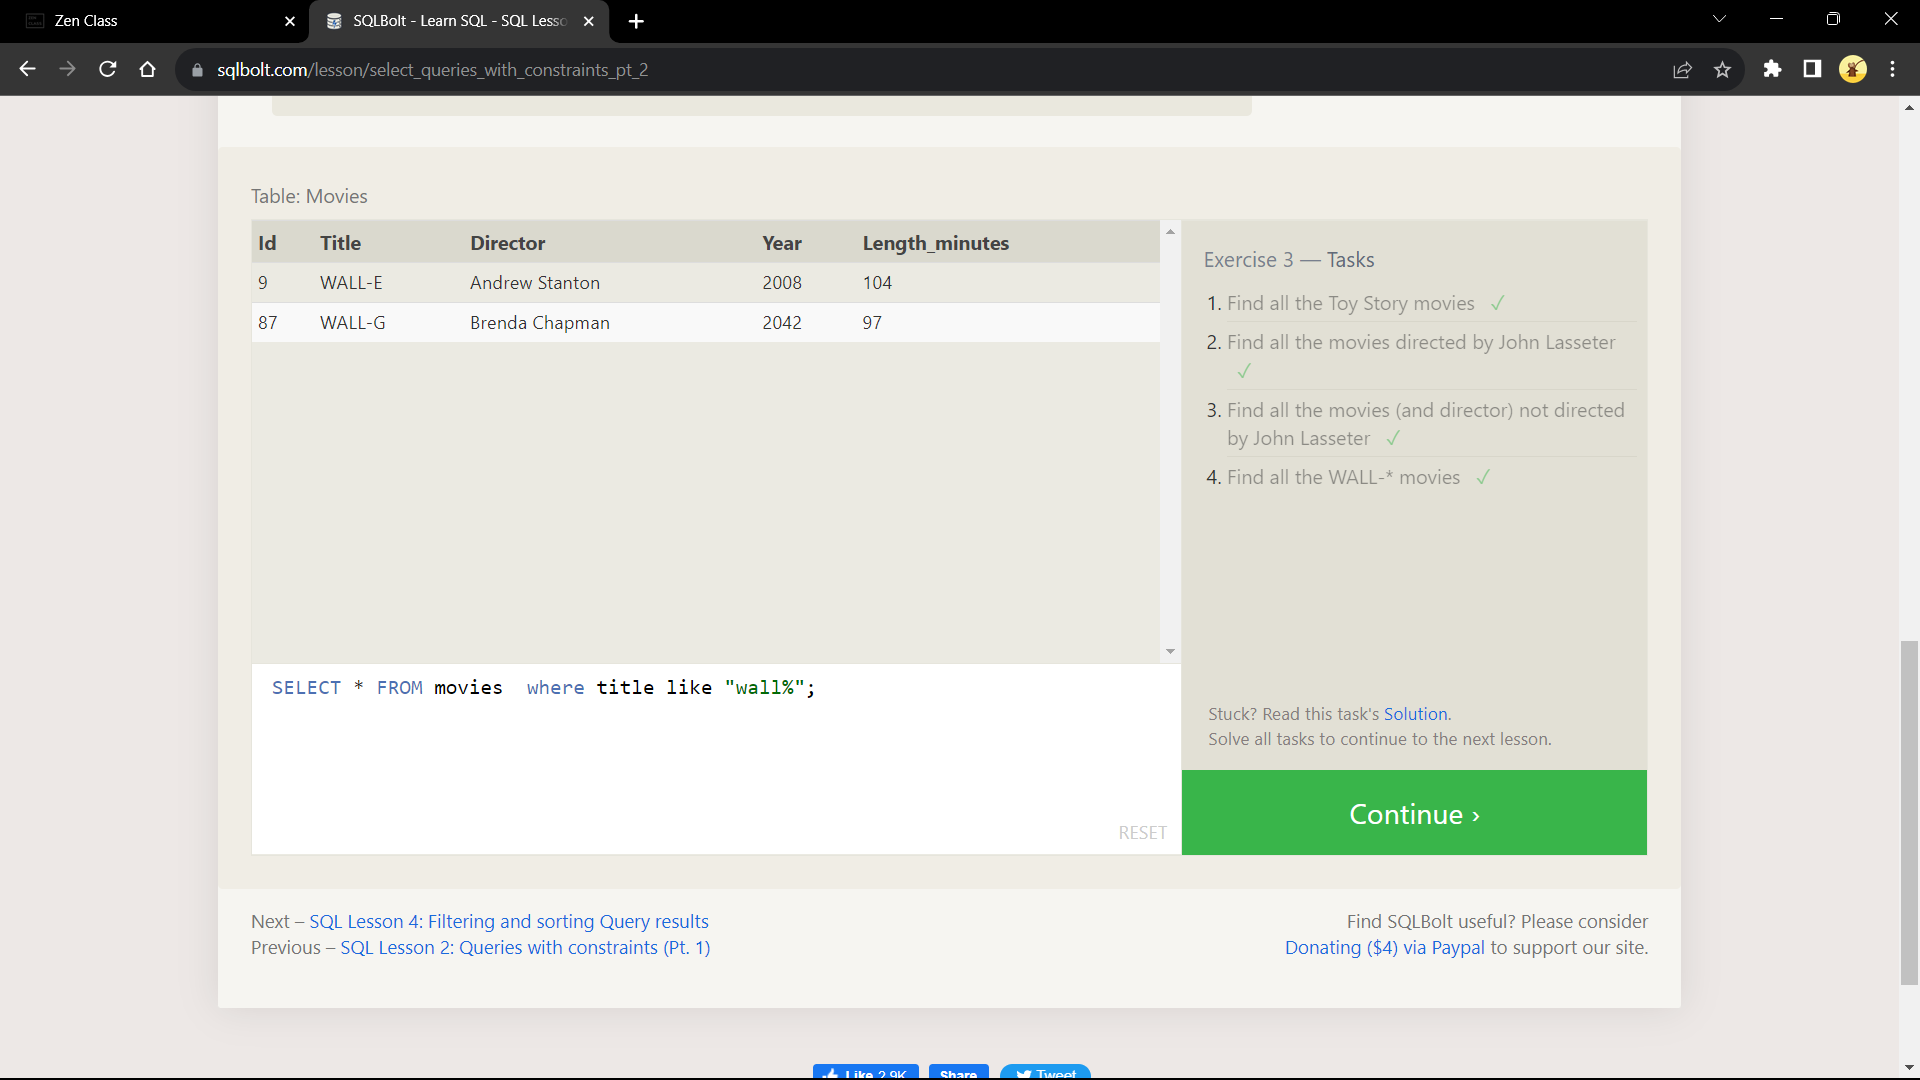 Zen Class
SQLBolt - Learn SQL - SQL Lesso
sqlbolt.com/lesson/select_queries_with_constraints_pt_2
Table: Movies
Id Title Director Year Length_minutes
9 WALL-E Andrew Stanton 2008 104
87 WALL-G Brenda Chapman 2042 97
SELECT * FROM movies  where title like "wall%";
RESET
Exercise 3 — Tasks
1. Find all the Toy Story movies ✓
2. Find all the movies directed by John Lasseter
✓
3. Find all the movies (and director) not directed
by John Lasseter ✓
4. Find all the WALL-* movies ✓
Stuck? Read this task's Solution.
Solve all tasks to continue to the next lesson.
Continue ›
Next – SQL Lesson 4: Filtering and sorting Query results
Previous – SQL Lesson 2: Queries with constraints (Pt. 1)
Find SQLBolt useful? Please consider
Donating ($4) via Paypal to support our site.
Like 2.9K Share Tweet